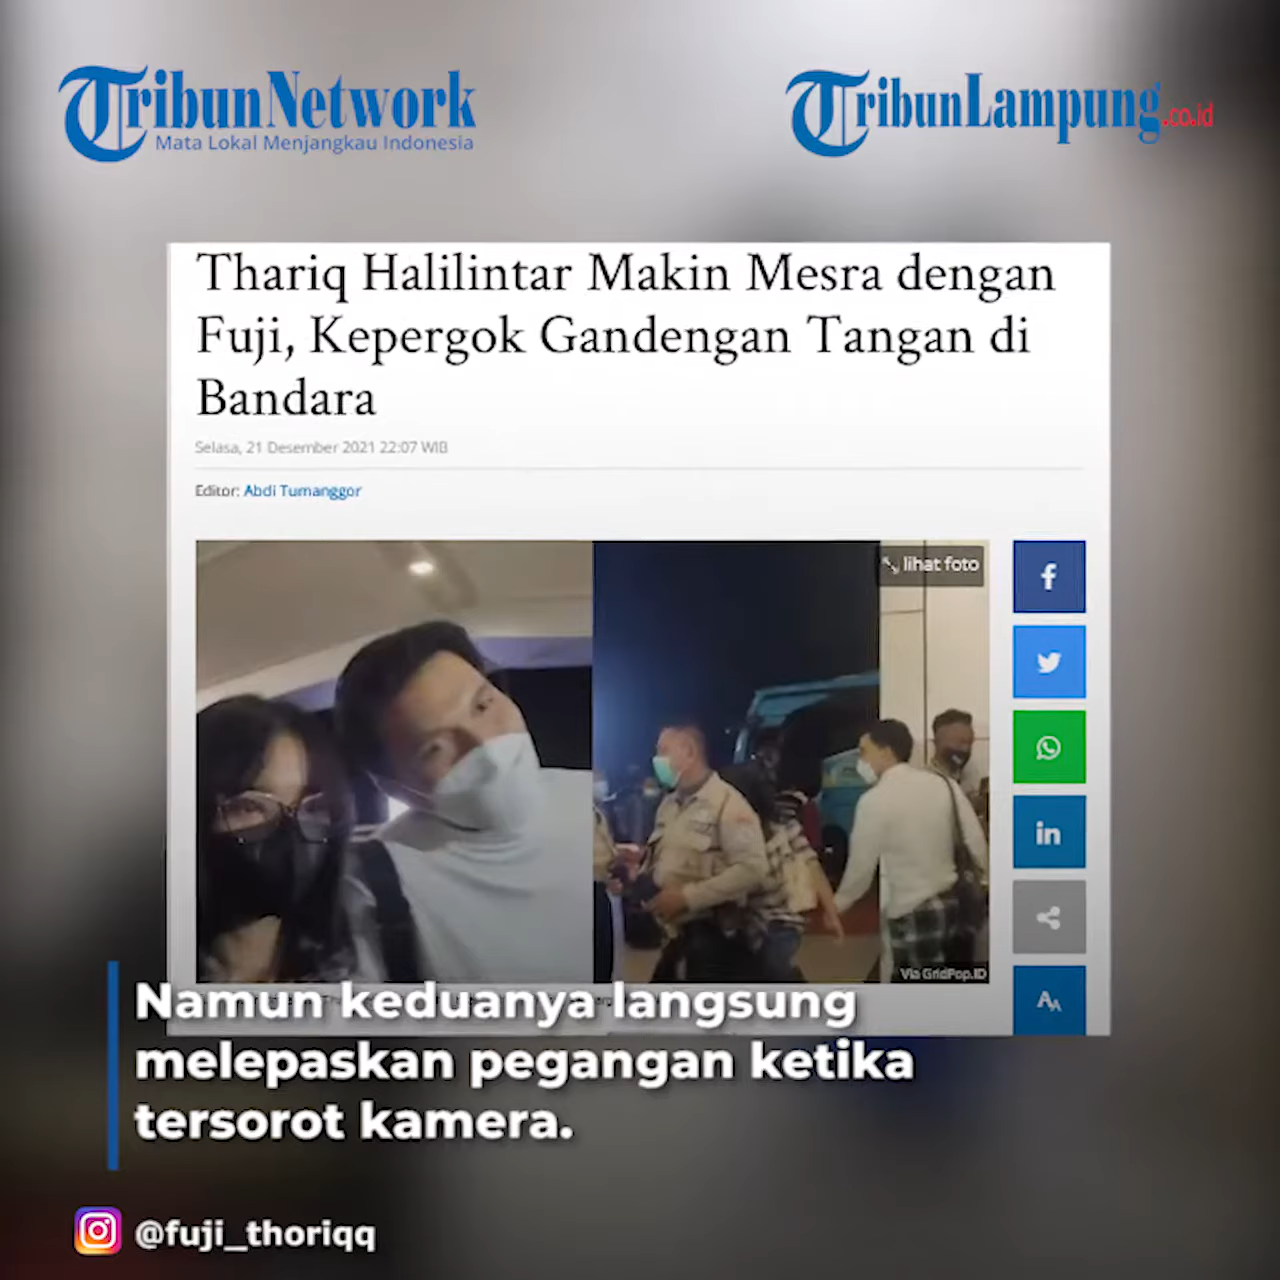 TribunNetwork
Mata Lokal Menjangkau Indonesia
TribunLampung.co.id
Thariq Halilintar Makin Mesra dengan
Fuji, Kepergok Gandengan Tangan di
Bandara
Selasa, 21 Desember 2021 22:07 WIB
Editor: Abdi Tumanggor
lihat foto
Via GridPop.ID
Namun keduanya langsung
melepaskan pegangan ketika
tersorot kamera.
@fuji_thoriqq